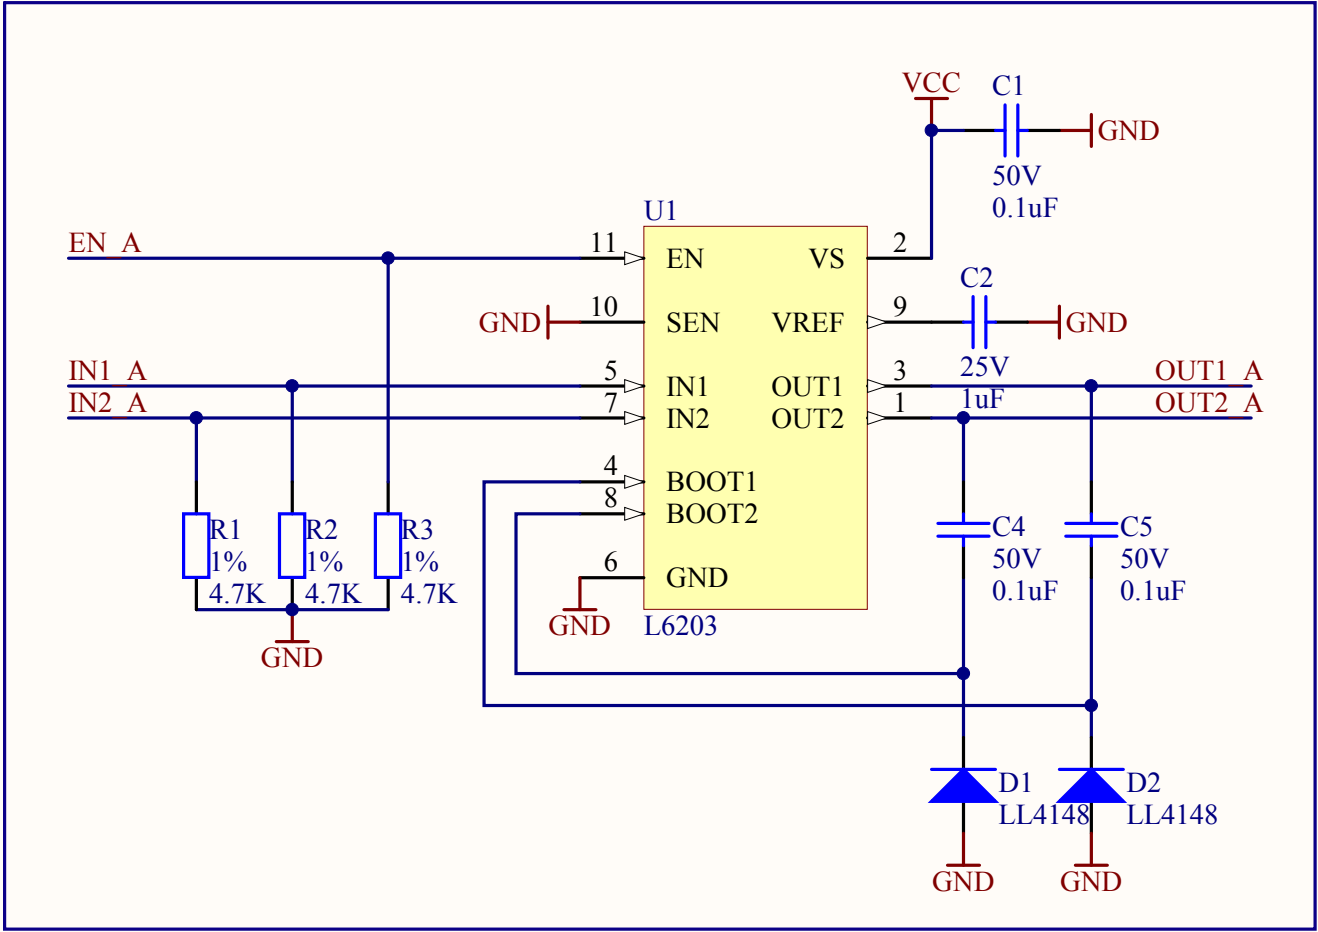 VCC
C1
GND
50V
0.1uF
U1
EN_A
11
EN
VS
2
C2
GND
10
SEN
VREF
9
GND
25V
1uF
IN1_A
5
IN1
OUT1
3
OUT1_A
IN2_A
7
IN2
OUT2
1
OUT2_A
4
BOOT1
8
BOOT2
R1
1%
4.7K
R2
1%
4.7K
R3
1%
4.7K
GND
6
GND
GND
L6203
C4
50V
0.1uF
C5
50V
0.1uF
D1
LL4148
D2
LL4148
GND
GND